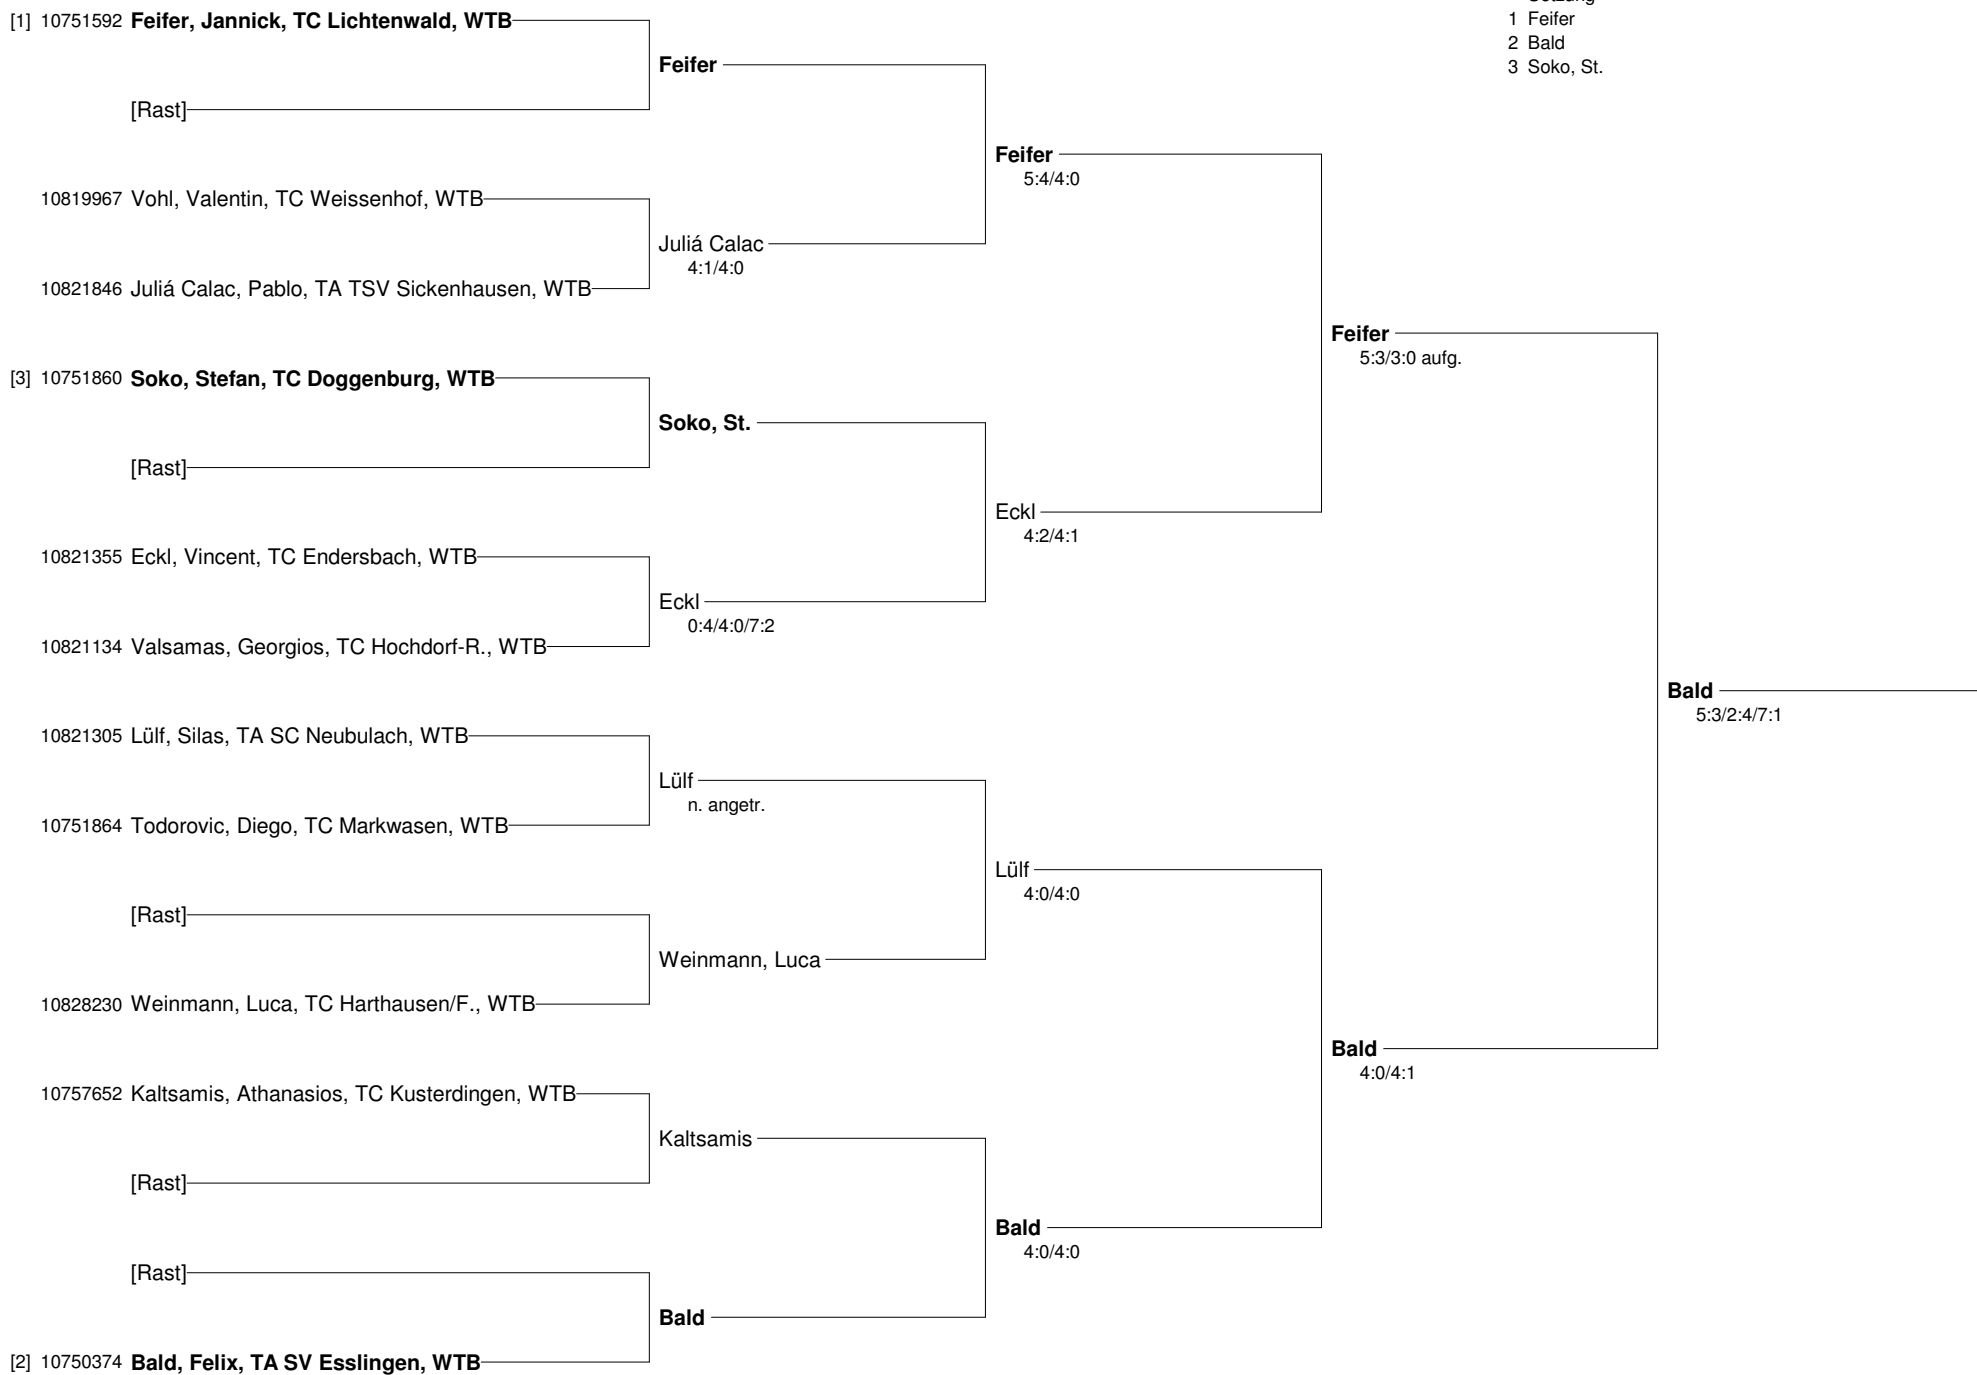 [1] 10751592 Feifer, Jannick, TC Lichtenwald, WTB
1 Feifer
2 Bald
3 Soko, St.
Feifer
[Rast]
Feifer
5:4/4:0
10819967 Vohl, Valentin, TC Weissenhof, WTB
Juliá Calac
4:1/4:0
10821846 Juliá Calac, Pablo, TA TSV Sickenhausen, WTB
Feifer
5:3/3:0 aufg.
[3] 10751860 Soko, Stefan, TC Doggenburg, WTB
Soko, St.
[Rast]
Eckl
4:2/4:1
10821355 Eckl, Vincent, TC Endersbach, WTB
Eckl
0:4/4:0/7:2
10821134 Valsamas, Georgios, TC Hochdorf-R., WTB
Bald
5:3/2:4/7:1
10821305 Lülf, Silas, TA SC Neubulach, WTB
Lülf
n. angetr.
10751864 Todorovic, Diego, TC Markwasen, WTB
Lülf
4:0/4:0
[Rast]
Weinmann, Luca
10828230 Weinmann, Luca, TC Harthausen/F., WTB
Bald
4:0/4:1
10757652 Kaltsamis, Athanasios, TC Kusterdingen, WTB
Kaltsamis
[Rast]
Bald
4:0/4:0
[Rast]
Bald
[2] 10750374 Bald, Felix, TA SV Esslingen, WTB